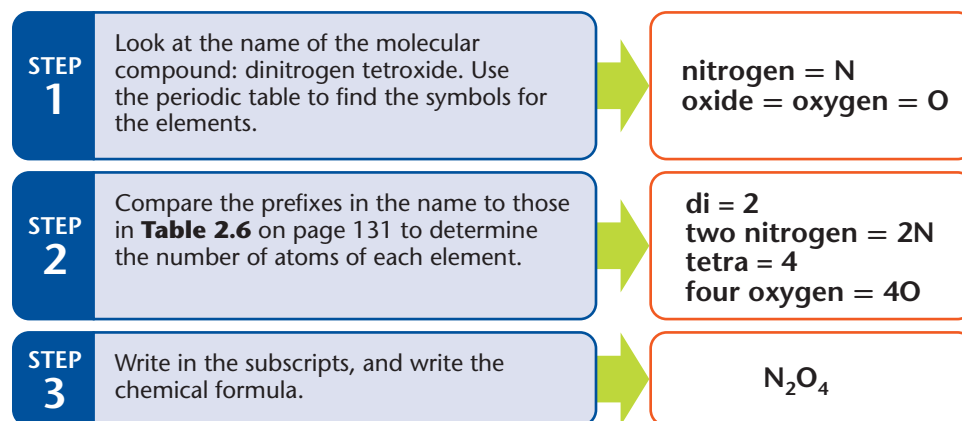 STEP
1
Look at the name of the molecular
compound: dinitrogen tetroxide. Use
the periodic table to find the symbols for
the elements.
nitrogen = N
oxide = oxygen = O
STEP
2
Compare the prefixes in the name to those
in Table 2.6 on page 131 to determine
the number of atoms of each element.
di = 2
two nitrogen = 2N
tetra = 4
four oxygen = 4O
STEP
3
Write in the subscripts, and write the
chemical formula.
N₂O₄